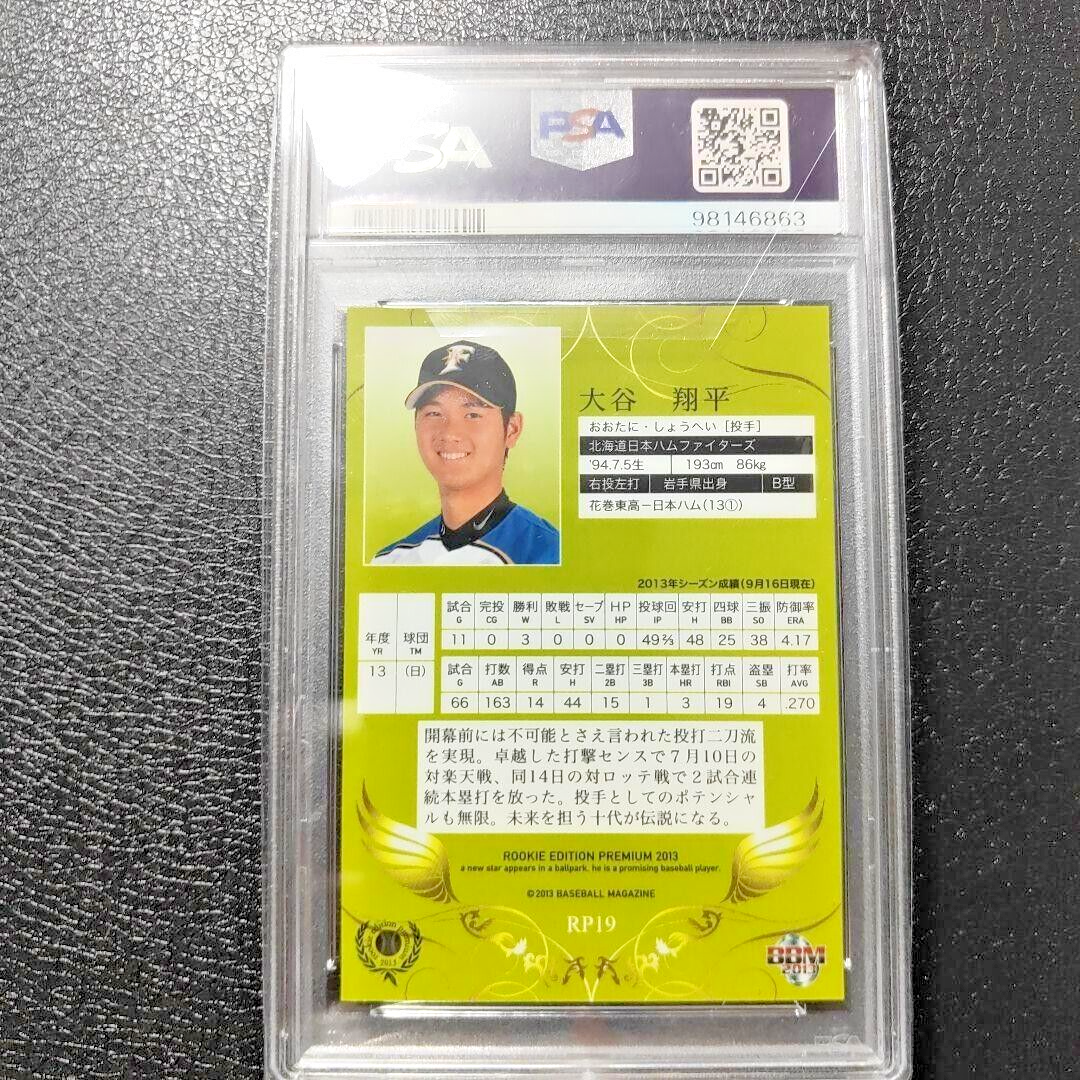 PSA
PSA
98146863
F
大谷 翔平
おおたに・しょうへい［投手］
北海道日本ハムファイターズ
'94.7.5生 193㎝ 86kg
右投左打 岩手県出身 B型
花巻東高－日本ハム(13①)
2013年シーズン成績(9月16日現在)
年度 球団
YR TM
13 (日)
試合 完投 勝利 敗戦 セーブ HP 投球回 安打 四球 三振 防御率
G CG W L SV HP IP H BB SO ERA
11 0 3 0 0 0 49⅔ 48 25 38 4.17
試合 打数 得点 安打 二塁打 三塁打 本塁打 打点 盗塁 打率
G AB R H 2B 3B HR RBI SB AVG
66 163 14 44 15 1 3 19 4 .270
開幕前には不可能とさえ言われた投打二刀流
を実現。卓越した打撃センスで7月10日の
対楽天戦、同14日の対ロッテ戦で2試合連
続本塁打を放った。投手としてのポテンシャ
ルも無限。未来を担う十代が伝説になる。
ROOKIE EDITION PREMIUM 2013
a new star appears in a ballpark. he is a promising baseball player.
©2013 BASEBALL MAGAZINE
RP19
2013
BBM
2013